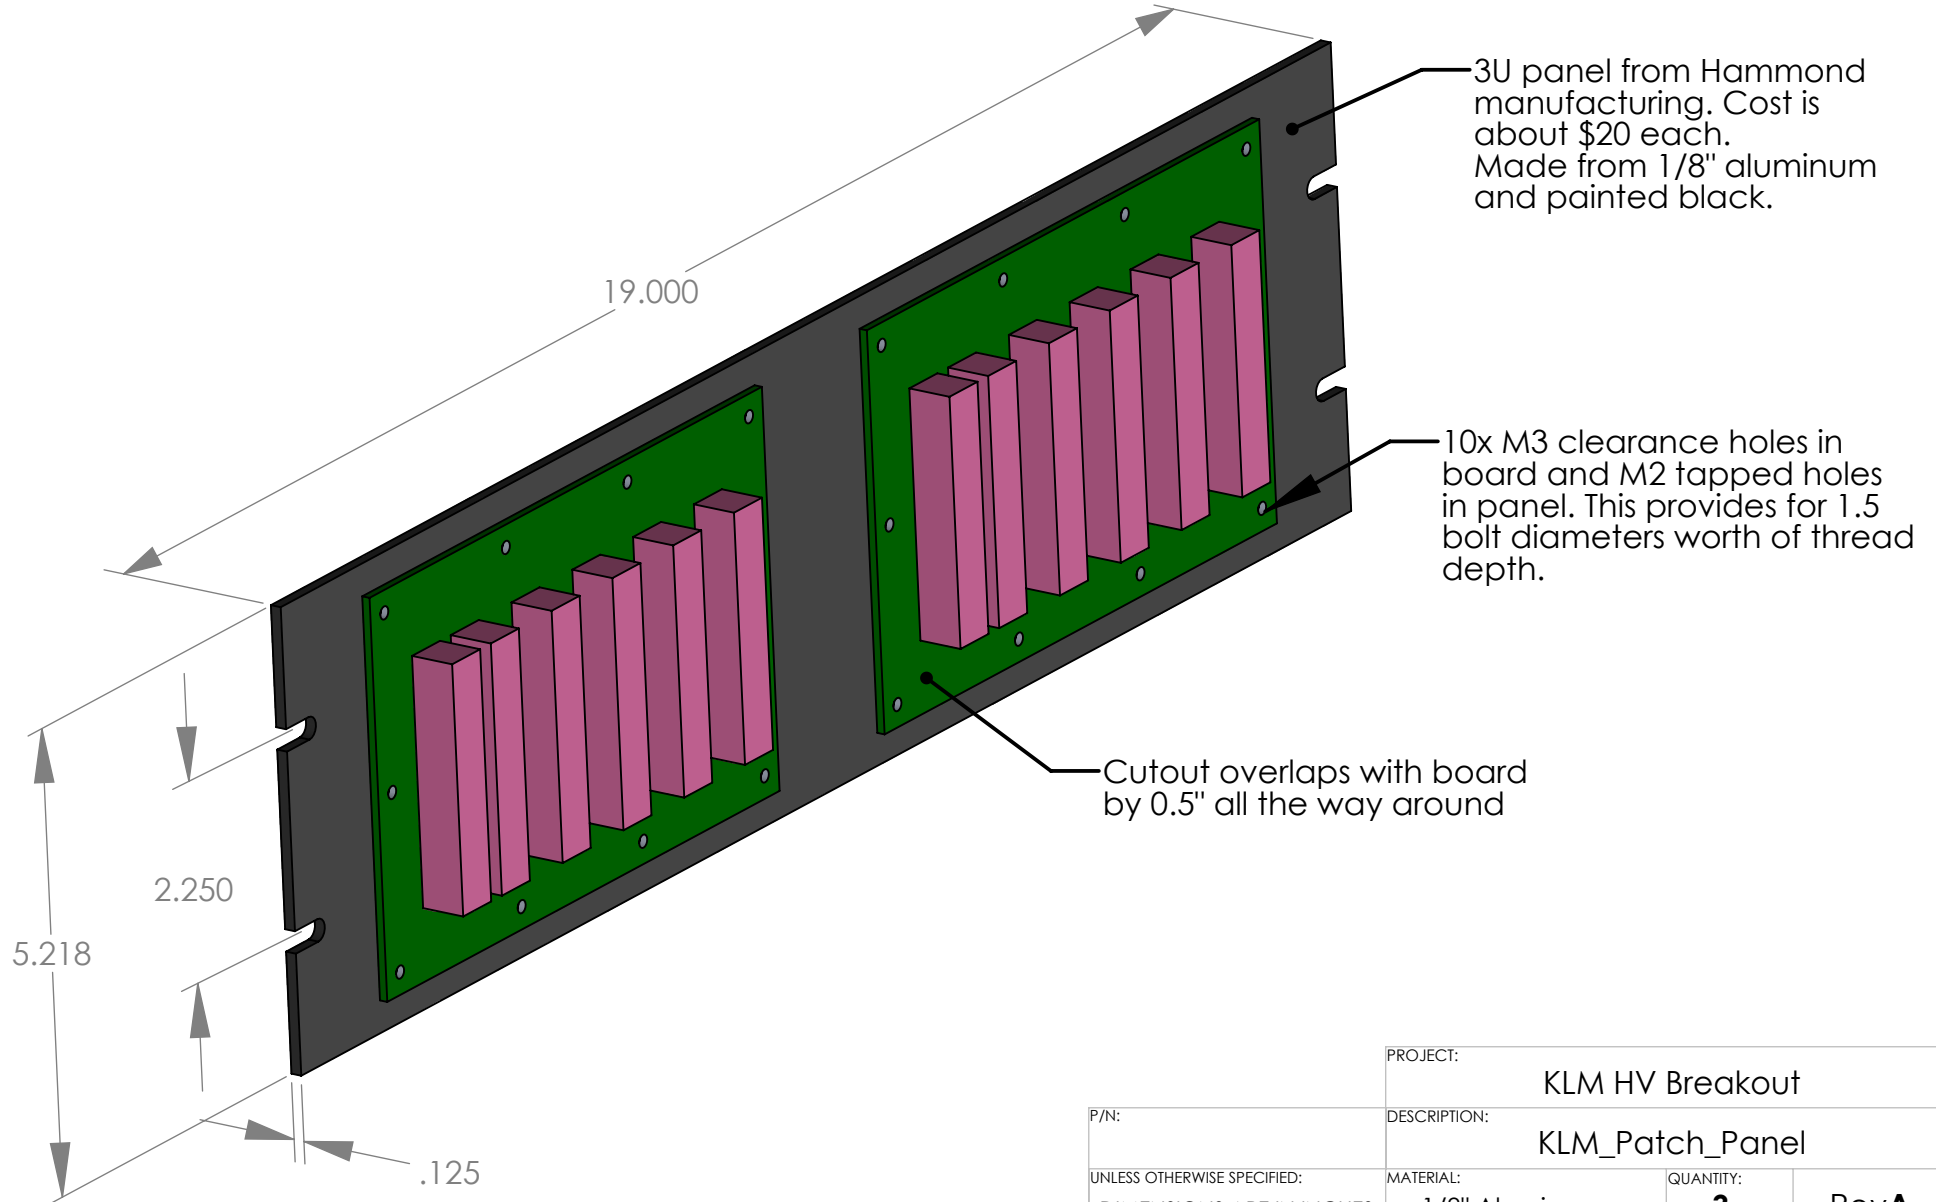 3U panel from Hammond
manufacturing. Cost is
about $20 each.
Made from 1/8" aluminum
and painted black.
19.000
10x M3 clearance holes in
board and M2 tapped holes
in panel. This provides for 1.5
bolt diameters worth of thread
depth.
Cutout overlaps with board
by 0.5" all the way around
2.250
5.218
.125
PROJECT:
KLM HV Breakout
P/N:
DESCRIPTION:
KLM_Patch_Panel
UNLESS OTHERWISE SPECIFIED:
MATERIAL:
QUANTITY:
1/8"
RevA